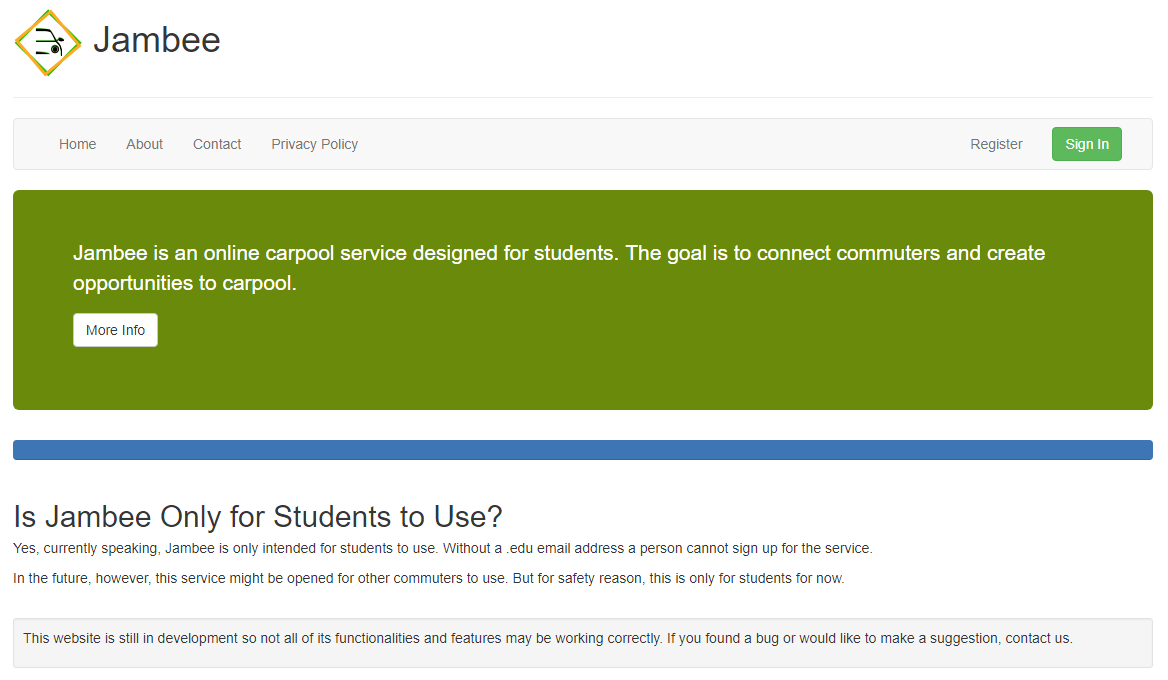 Jambee
Home About Contact Privacy Policy Register Sign In
Jambee is an online carpool service designed for students. The goal is to connect commuters and create
opportunities to carpool.
More Info
Is Jambee Only for Students to Use?
Yes, currently speaking, Jambee is only intended for students to use. Without a .edu email address a person cannot sign up for the service.
In the future, however, this service might be opened for other commuters to use. But for safety reason, this is only for students for now.
This website is still in development so not all of its functionalities and features may be working correctly. If you found a bug or would like to make a suggestion, contact us.